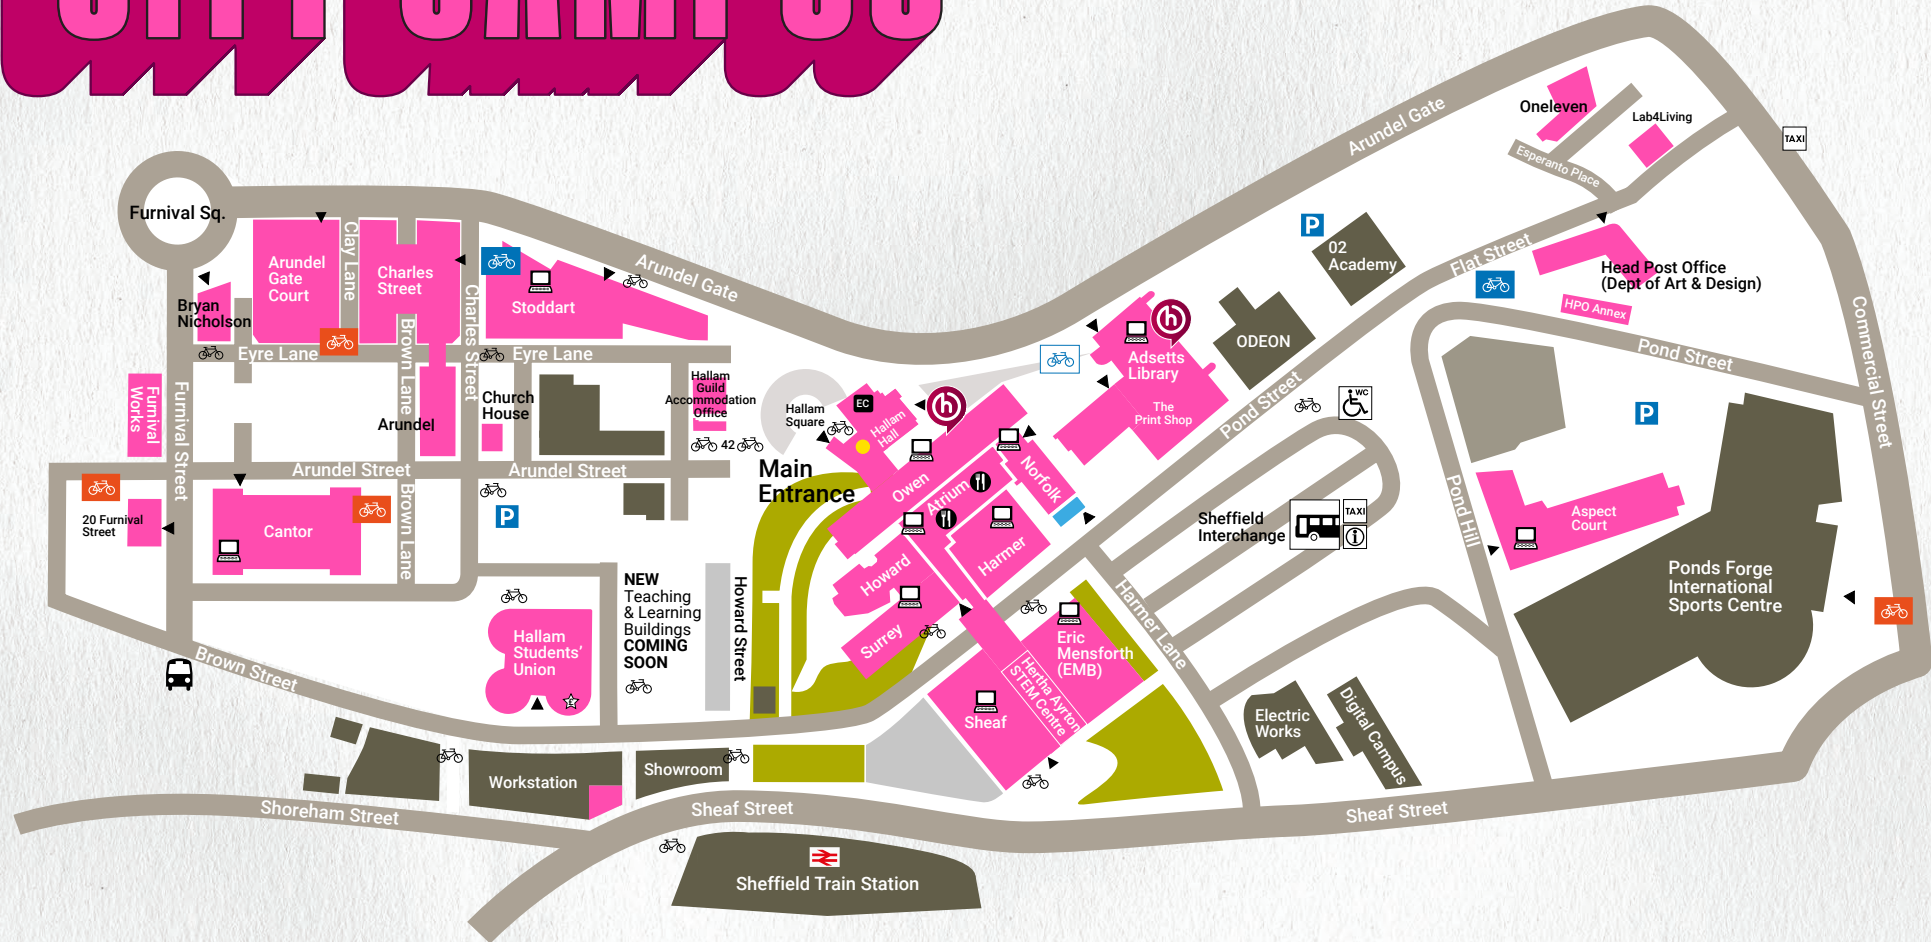 CITY CAMPUS
Arundel Gate
Oneleven
Lab4Living
Esperanto Place
TAXI
Furnival Sq.
Clay Lane
Arundel
Gate
Court
Charles
Street
Charles Street
Stoddart
Arundel Gate
P
02
Academy
Flat Street
Head Post Office
(Dept of Art & Design)
HPO Annex
Commercial Street
Bryan
Nicholson
Eyre Lane
Brown Lane
Eyre Lane
h
Adsetts
Library
The
Print Shop
ODEON
Pond Street
Pond Street
Furnival
Works
Furnival Street
Arundel
Church
House
Hallam
Guild
Accommodation
Office
42
Hallam
Square
EC
Hallam
Hall
h
WC
P
Arundel Street
Arundel Street
Main
Entrance
Owen
Atrium
Norfolk
Harmer
Howard
Surrey
Sheffield
Interchange
TAXI
i
Pond Hill
Aspect
Court
20 Furnival
Street
Cantor
Brown Lane
P
NEW
Teaching
& Learning
Buildings
COMING
SOON
Howard Street
Harmer Lane
Ponds Forge
International
Sports Centre
Hallam
Students’
Union
E
Eric
Mensforth
(EMB)
Hertha Ayrton
STEM Centre
Sheaf
Brown Street
Electric
Works
Digital Campus
Workstation
Showroom
Shoreham Street
Sheaf Street
Sheaf Street
Sheffield Train Station